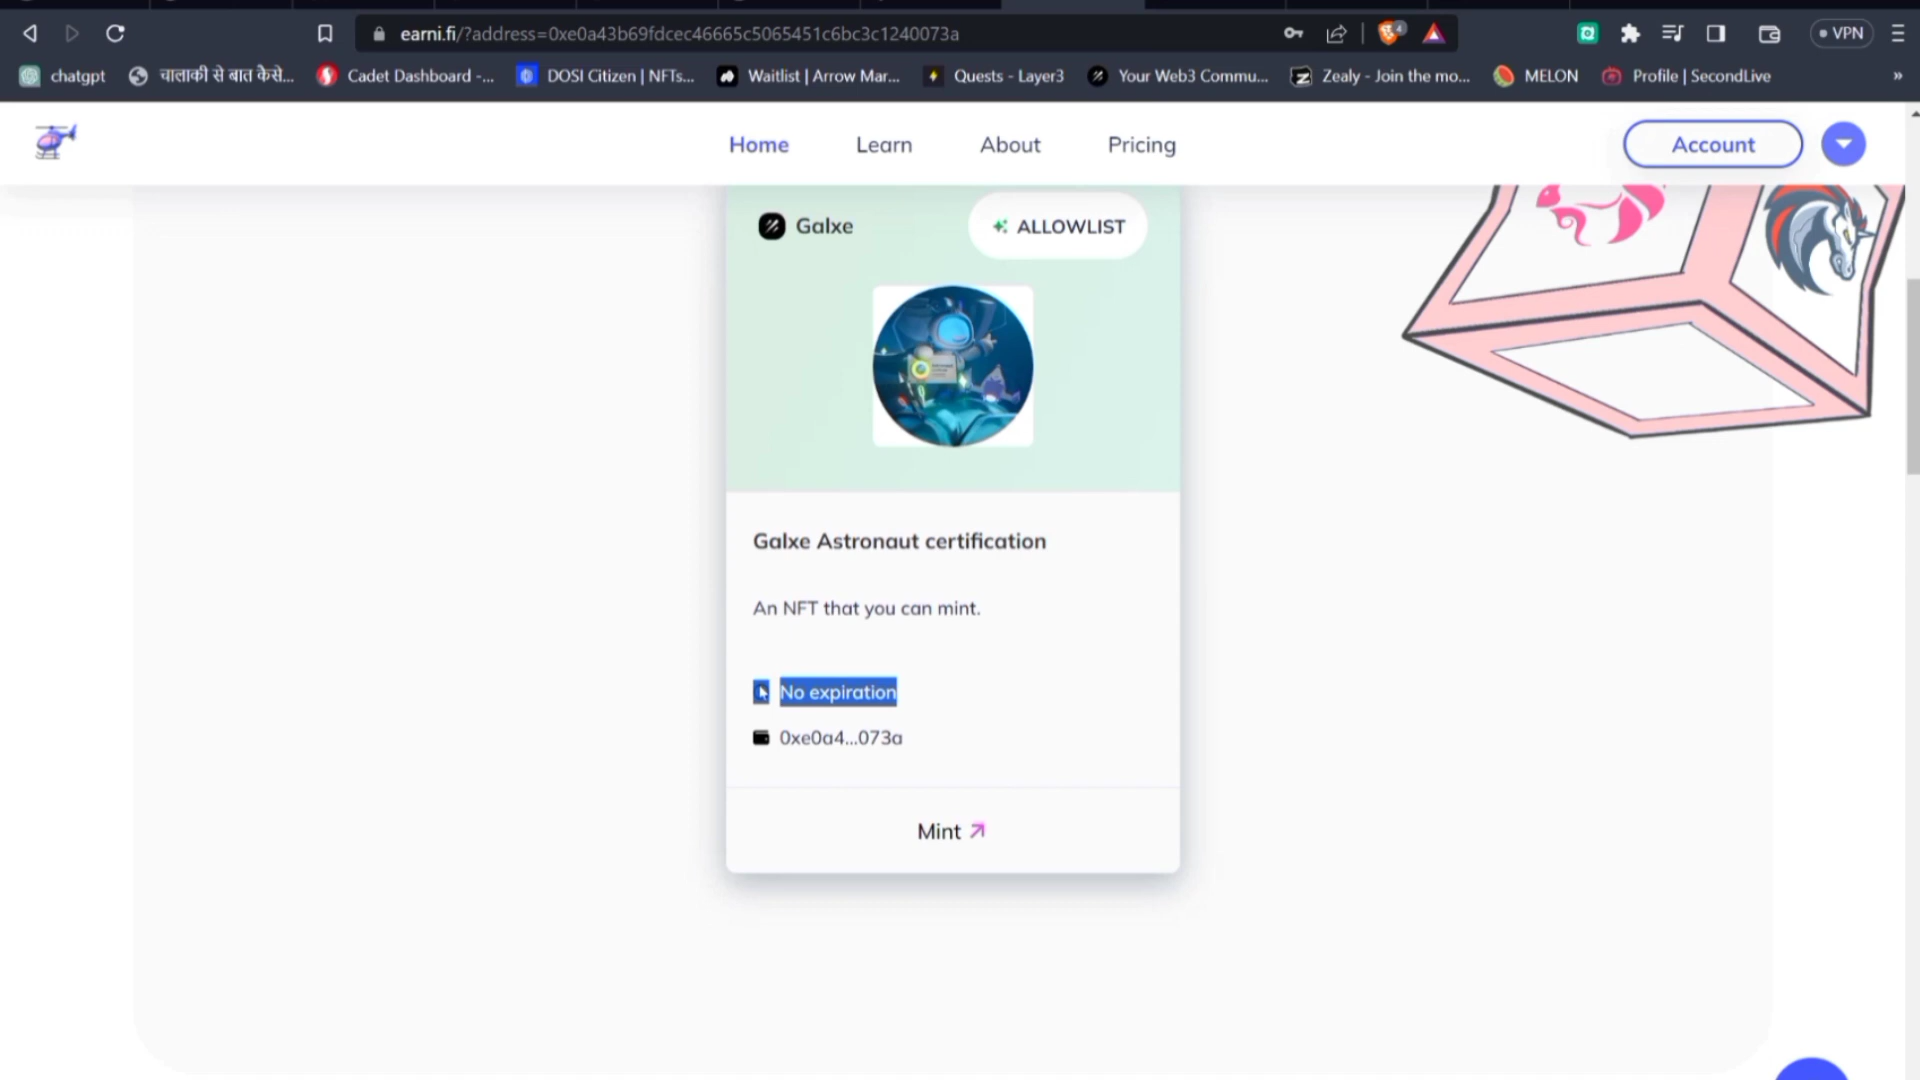 earni.fi/?address=0xe0a43b69fdcec46665c5065451c6bc3c1240073a
4
VPN
chatgpt
चालाकी से बात कैसे...
Cadet Dashboard -...
DOSI Citizen | NFTs...
Waitlist | Arrow Mar...
Quests - Layer3
Your Web3 Commu...
Zealy - Join the mo...
MELON
Profile | SecondLive
»
Home
Learn
About
Pricing
Account
Galxe
ALLOWLIST
Galxe Astronaut certification
An NFT that you can mint.
No expiration
0xe0a4...073a
Mint